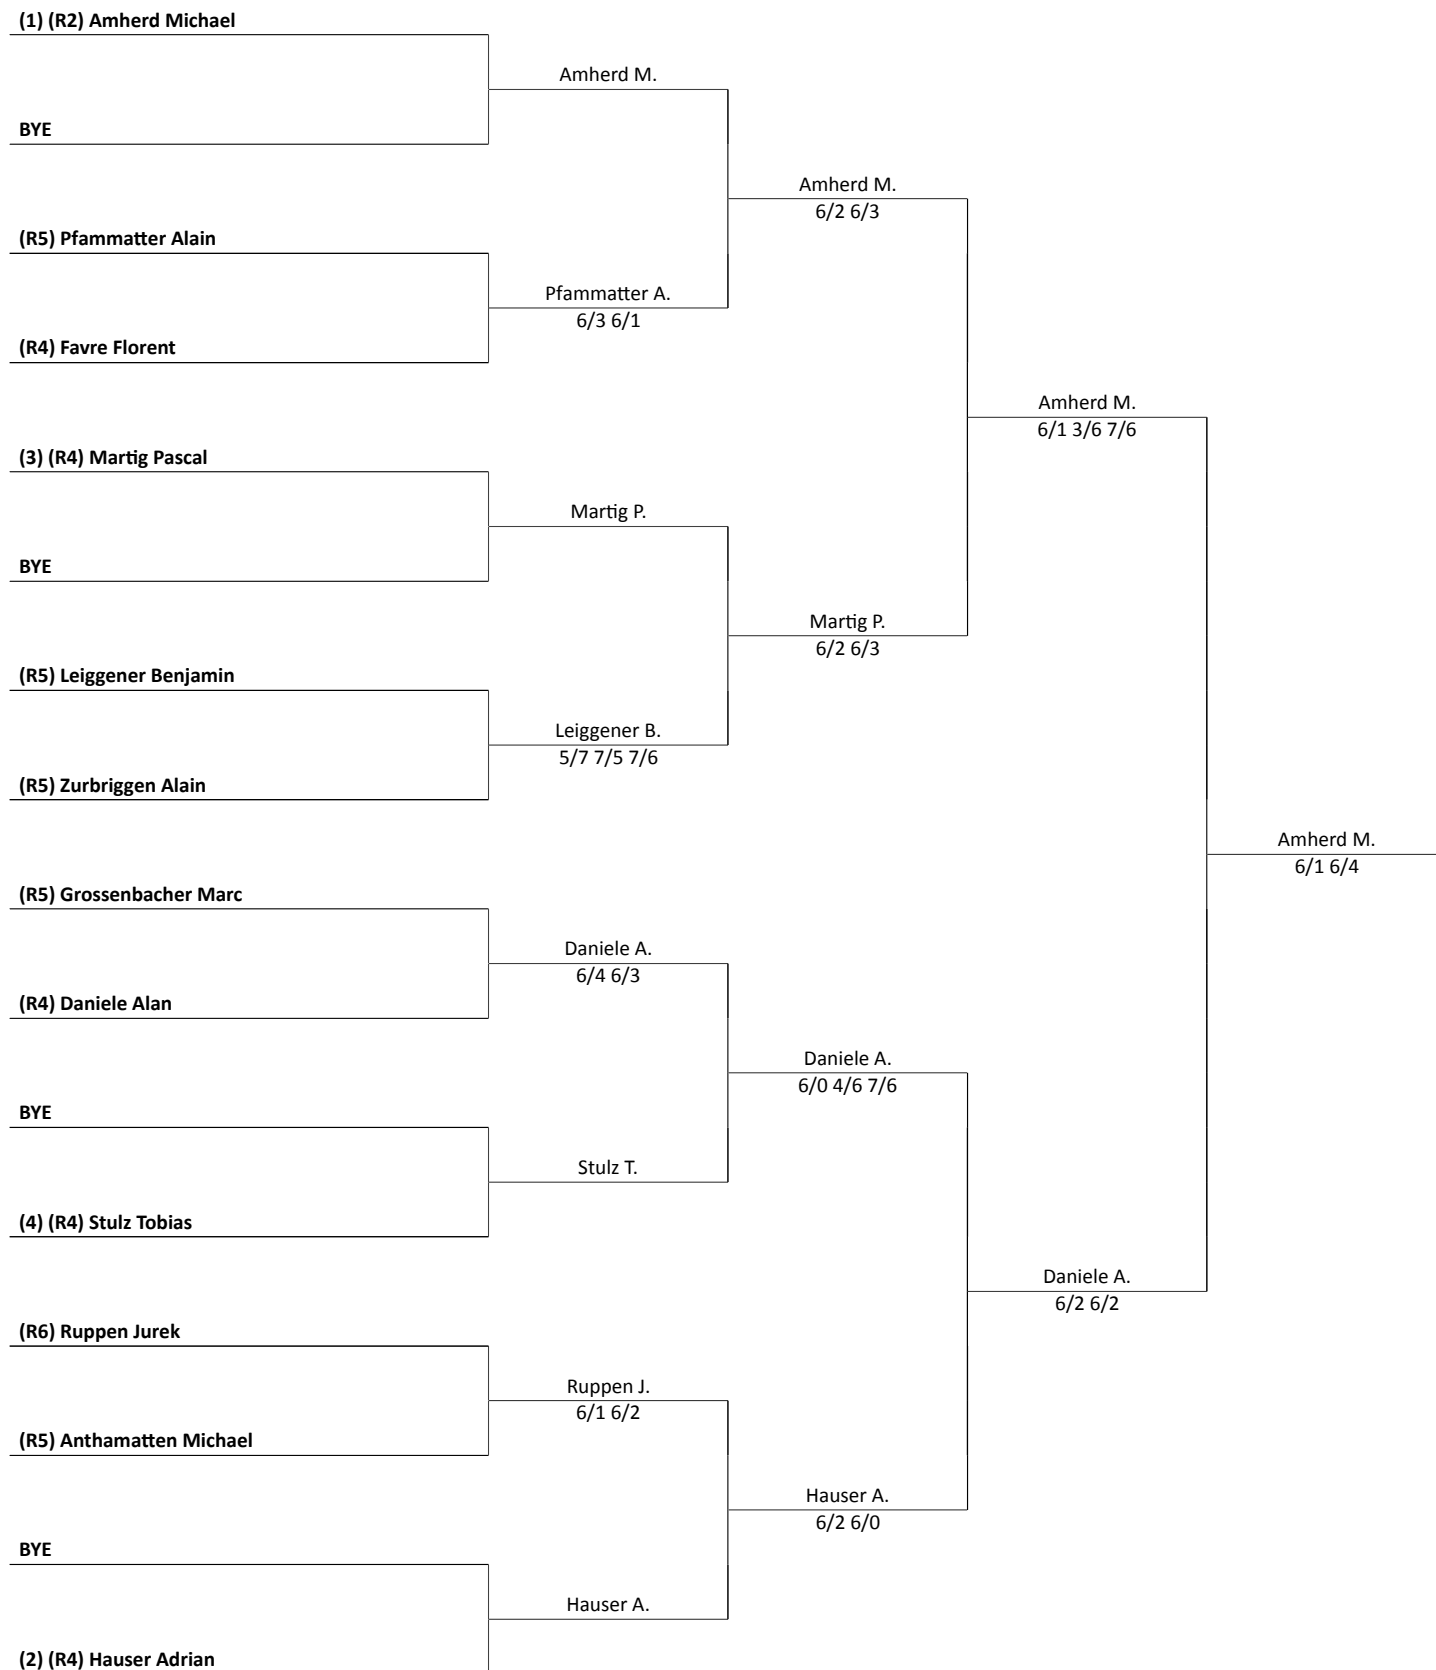 (1) (R2) Amherd Michael
Amherd M.
BYE
Amherd M.
6/2 6/3
(R5) Pfammatter Alain
Pfammatter A.
6/3 6/1
(R4) Favre Florent
Amherd M.
6/1 3/6 7/6
(3) (R4) Martig Pascal
Martig P.
BYE
Martig P.
6/2 6/3
(R5) Leiggener Benjamin
Leiggener B.
5/7 7/5 7/6
(R5) Zurbriggen Alain
Amherd M.
6/1 6/4
(R5) Grossenbacher Marc
Daniele A.
6/4 6/3
(R4) Daniele Alan
Daniele A.
6/0 4/6 7/6
BYE
Stulz T.
(4) (R4) Stulz Tobias
Daniele A.
6/2 6/2
(R6) Ruppen Jurek
Ruppen J.
6/1 6/2
(R5) Anthamatten Michael
Hauser A.
6/2 6/0
BYE
Hauser A.
(2) (R4) Hauser Adrian